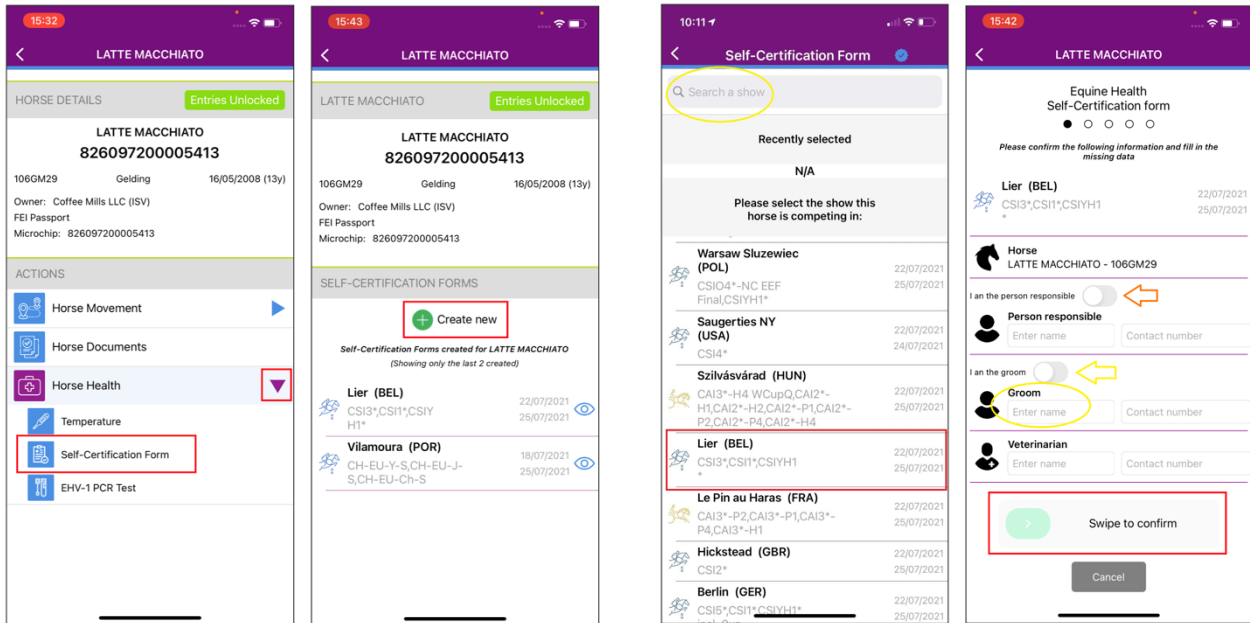 15:32
LATTE MACCHIATO
HORSE DETAILS
Entries Unlocked
LATTE MACCHIATO
826097200005413
106GM29 Gelding 16/05/2008 (13y)
Owner: Coffee Mills LLC (ISV)
FEI Passport
Microchip: 826097200005413
ACTIONS
Horse Movement
Horse Documents
Horse Health
Temperature
Self-Certification Form
EHV-1 PCR Test
15:43
LATTE MACCHIATO
LATTE MACCHIATO
Entries Unlocked
LATTE MACCHIATO
826097200005413
106GM29 Gelding 16/05/2008 (13y)
Owner: Coffee Mills LLC (ISV)
FEI Passport
Microchip: 826097200005413
SELF-CERTIFICATION FORMS
Create new
Self-Certification Forms created for LATTE MACCHIATO
(Showing only the last 2 created)
Lier (BEL)
CSI3*,CSI1*,CSIY
H1*
22/07/2021
25/07/2021
Vilamoura (POR)
CH-EU-Y-S,CH-EU-J-
S,CH-EU-Ch-S
18/07/2021
25/07/2021
10:11
Self-Certification Form
Search a show
Recently selected
N/A
Please select the show this
horse is competing in:
Warsaw Sluzewiec
(POL)
CSIO4*-NC EEF
Final,CSIYH1*
22/07/2021
25/07/2021
Saugerties NY
(USA)
CSI4*
22/07/2021
24/07/2021
Szilvásvárad (HUN)
CAI3*-H4 WCupQ,CAI2*-
H1,CAI2*-H2,CAI2*-P1,CAI2*-
P2,CAI2*-P4,CAI2*-H4
22/07/2021
25/07/2021
Lier (BEL)
CSI3*,CSI1*,CSIYH1
*
22/07/2021
25/07/2021
Le Pin au Haras (FRA)
CAI3*-P2,CAI3*-P1,CAI3*-
P4,CAI3*-H1
22/07/2021
25/07/2021
Hickstead (GBR)
CSI2*
22/07/2021
25/07/2021
Berlin (GER)
CSI5*,CSI1*,CSIYH1*
22/07/2021
25/07/2021
15:42
LATTE MACCHIATO
Equine Health
Self-Certification form
Please confirm the following information and fill in the
missing data
Lier (BEL)
CSI3*,CSI1*,CSIYH1
*
22/07/2021
25/07/2021
Horse
LATTE MACCHIATO - 106GM29
I an the person responsible
Person responsible
Enter name
Contact number
I an the groom
Groom
Enter name
Contact number
Veterinarian
Enter name
Contact number
Swipe to confirm
Cancel